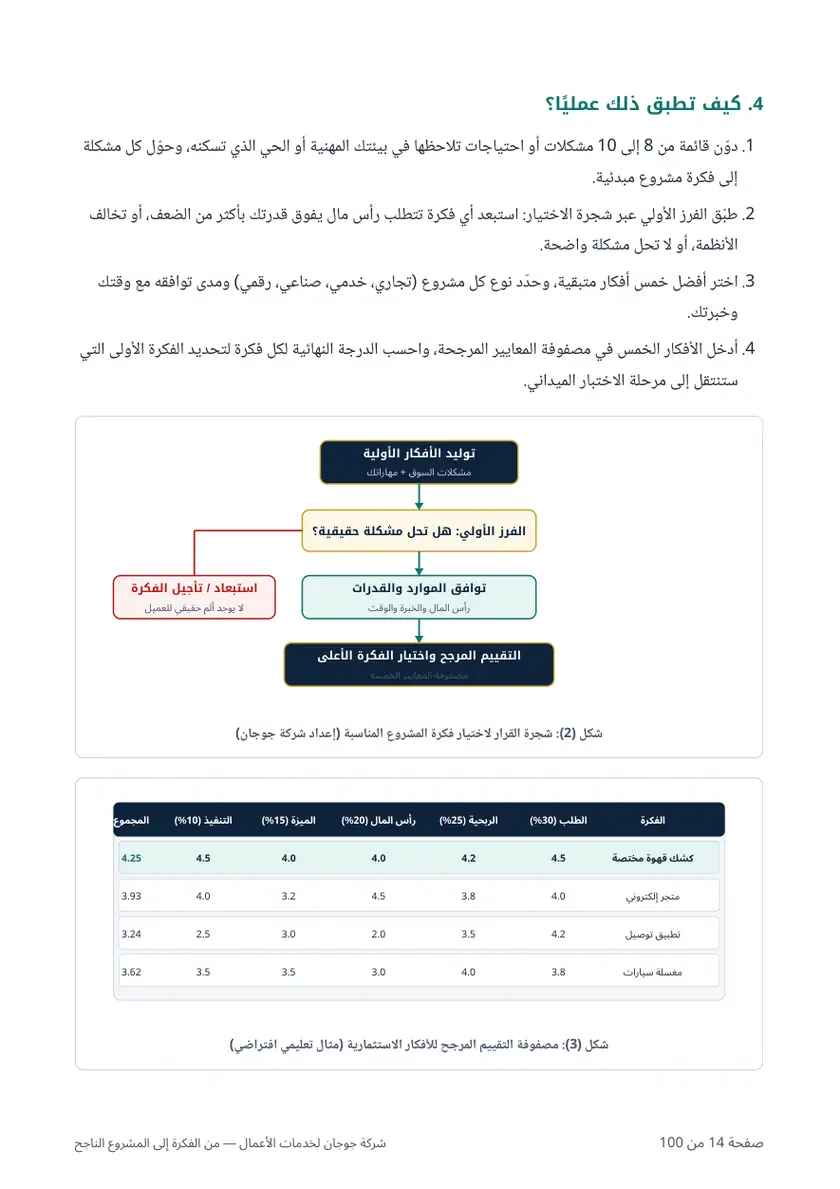 4. كيف تطبق ذلك عمليًا؟
1. دوّن قائمة من 8 إلى 10 مشكلات أو احتياجات تلاحظها في بيئتك المهنية أو الحي الذي تسكنه، وحوّل كل مشكلة
إلى فكرة مشروع مبدئية.
2. طبّق الفرز الأولي عبر شجرة الاختيار: استبعد أي فكرة تتطلب رأس مال يفوق قدرتك بأكثر من الضعف، أو تخالف
الأنظمة، أو لا تحل مشكلة واضحة.
3. اختر أفضل خمس أفكار متبقية، وحدّد نوع كل مشروع (تجاري، خدمي، صناعي، رقمي) ومدى توافقه مع وقتك
وخبرتك.
4. أدخل الأفكار الخمس في مصفوفة المعايير المرجحة، واحسب الدرجة النهائية لكل فكرة لتحديد الفكرة الأولى التي
ستنتقل إلى مرحلة الاختبار الميداني.
توليد الأفكار الأولية
مشكلات السوق + مهاراتك
الفرز الأولي: هل تحل مشكلة حقيقية؟
توافق الموارد والقدرات
رأس المال والخبرة والوقت
استبعاد / تأجيل الفكرة
لا يوجد ألم حقيقي للعميل
التقييم المرجح واختيار الفكرة الأعلى
مصفوفة المعايير الخمسة
شكل (2): شجرة القرار لاختيار فكرة المشروع المناسبة (إعداد شركة جوجان)
الفكرة الطلب (30%) الربحية (25%) رأس المال (20%) الميزة (15%) التنفيذ (10%) المجموع
كشك قهوة مختصة 4.5 4.2 4.0 4.0 4.5 4.25
متجر إلكتروني 4.0 3.8 4.5 3.2 4.0 3.93
تطبيق توصيل 4.2 3.5 2.0 3.0 2.5 3.24
مغسلة سيارات 3.8 4.0 3.0 3.5 3.5 3.62
شكل (3): مصفوفة التقييم المرجح للأفكار الاستثمارية (مثال تعليمي افتراضي)
صفحة 14 من 100
شركة جوجان لخدمات الأعمال — من الفكرة إلى المشروع الناجح